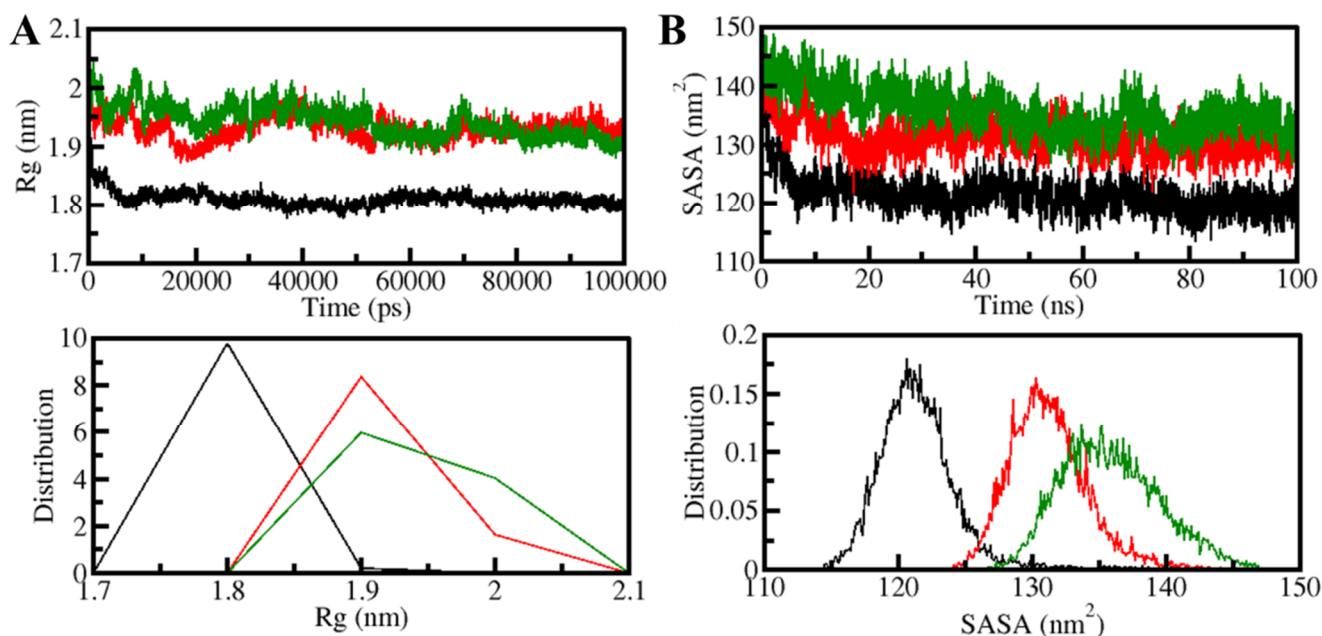 A
2.1
2
1.9
1.8
1.7
Rg (nm)
0 20000 40000 60000 80000 100000
Time (ps)
B
150
140
130
120
110
SASA (nm²)
0 20 40 60 80 100
Time (ns)
10
8
6
4
2
0
Distribution
1.7 1.8 1.9 2 2.1
Rg (nm)
0.2
0.15
0.1
0.05
0
Distribution
110 120 130 140 150
SASA (nm²)